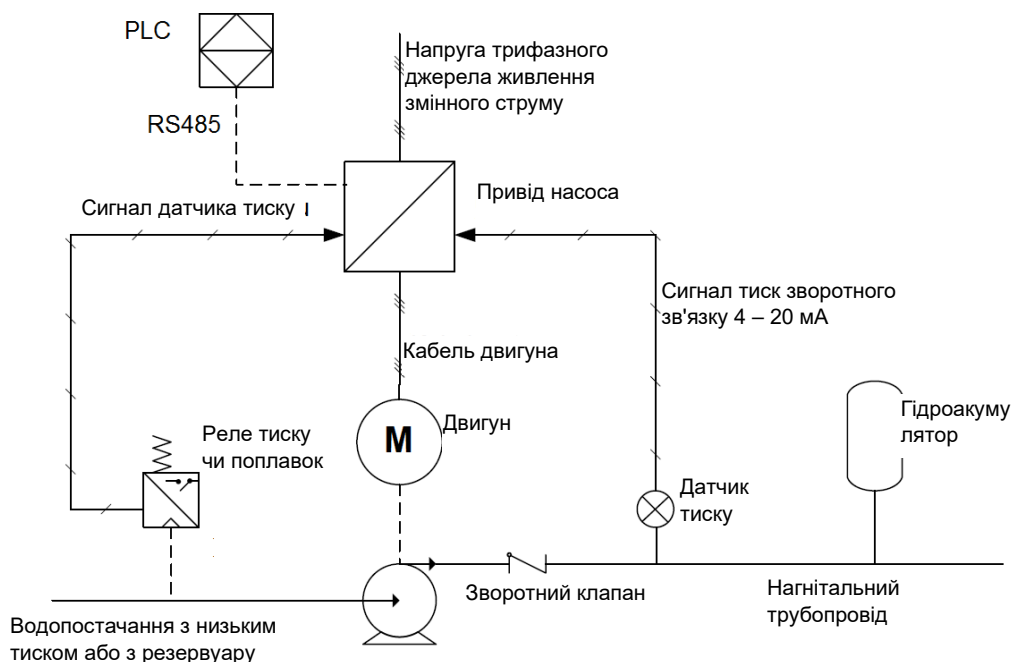 PLC
Напруга трифазного
джерела живлення
змінного струму
RS485
Привід насоса
Сигнал датчика тиску
Сигнал тиск зворотного
зв'язку 4 – 20 мА
Кабель двигуна
Двигун
М
Гідроакуму
лятор
Реле тиску
чи поплавок
Датчик
тиску
Зворотний клапан
Нагнітальний
трубопровід
Водопостачання з низьким
тиском або з резервуару